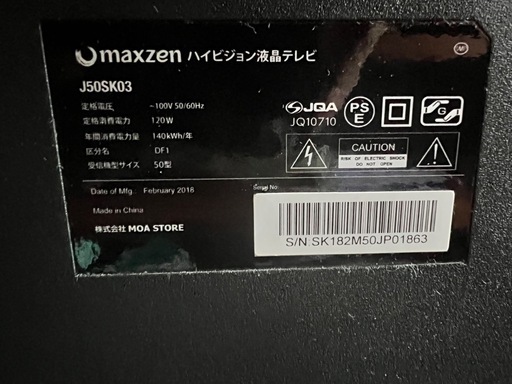 maxzen ハイビジョン液晶テレビ
J50SK03
定格電圧 ~100V 50/60Hz
定格消費電力 120W
年間消費電力量 140kWh/年
区分名 DF1
受信機型サイズ 50型
Date of Mfg. February 2018
Made in China
株式会社 MOA STORE
JQA
JQ10710
PS
E
G
CAUTION
RISK OF ELECTRIC SHOCK
DO NOT OPEN
Serial No
S/N:SK182M50JP01863